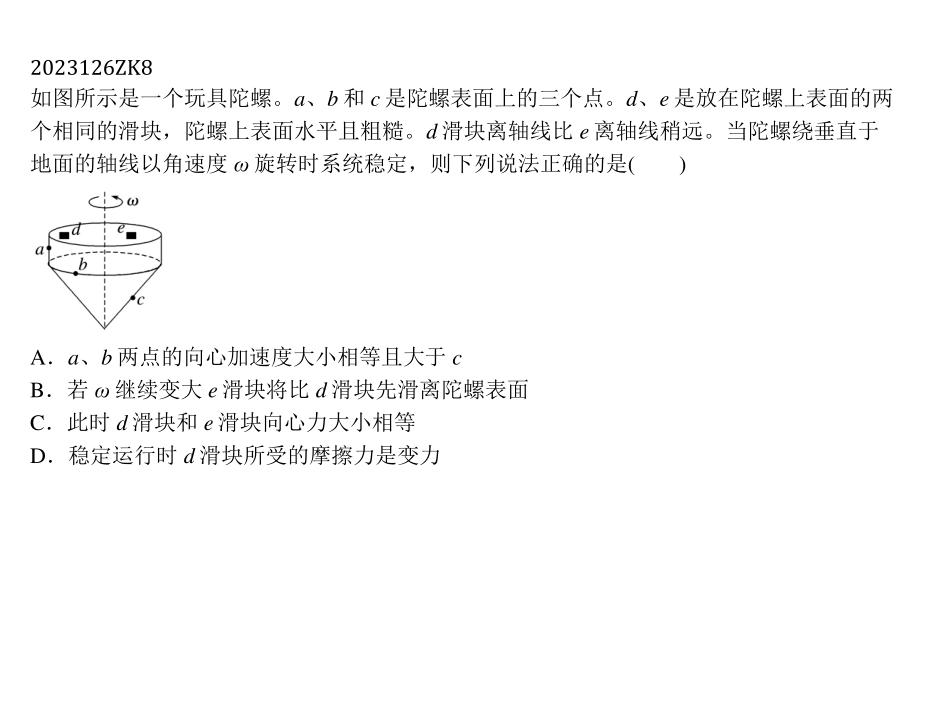 2023126ZK8
如图所示是一个玩具陀螺。a、b 和 c 是陀螺表面上的三个点。d、e 是放在陀螺上表面的两
个相同的滑块，陀螺上表面水平且粗糙。d 滑块离轴线比 e 离轴线稍远。当陀螺绕垂直于
地面的轴线以角速度 ω 旋转时系统稳定，则下列说法正确的是(　　)
ω
d
e
a
b
c
A．a、b 两点的向心加速度大小相等且大于 c
B．若 ω 继续变大 e 滑块将比 d 滑块先滑离陀螺表面
C．此时 d 滑块和 e 滑块向心力大小相等
D．稳定运行时 d 滑块所受的摩擦力是变力